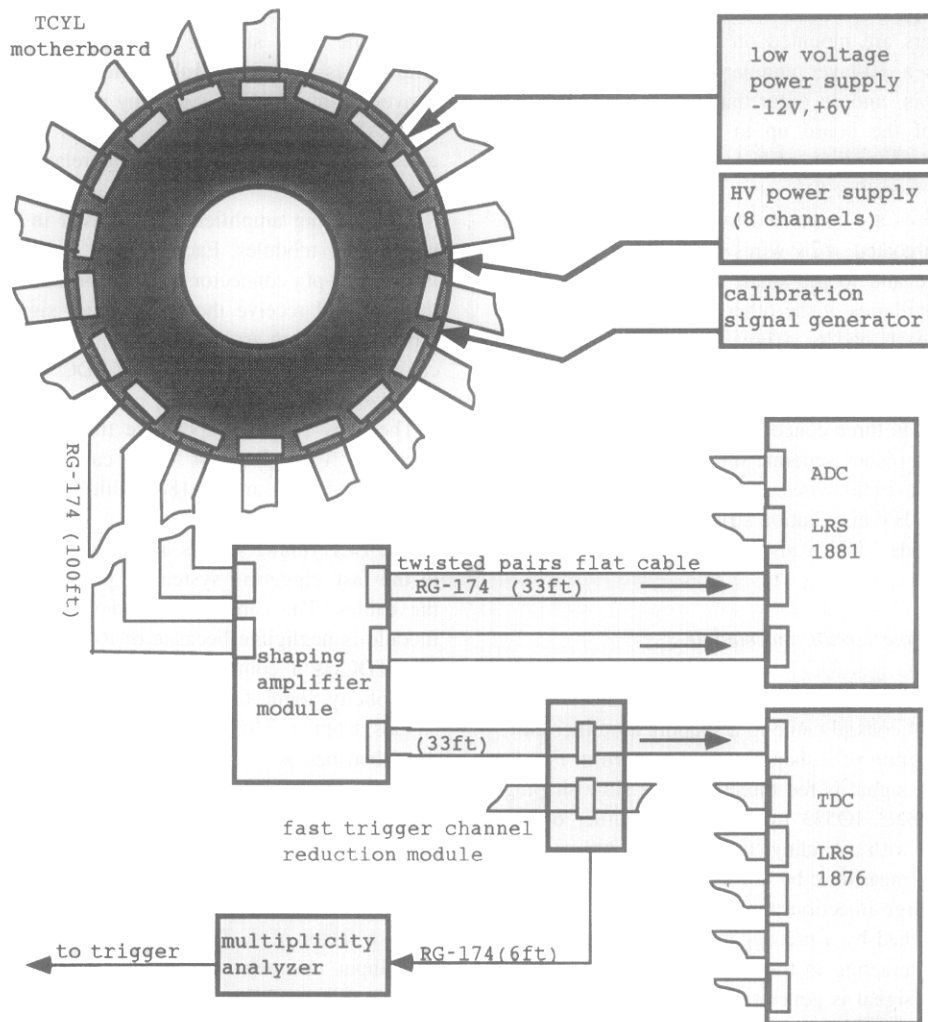 TCYL
motherboard
low voltage
power supply
-12V,+6V
HV power supply
(8 channels)
calibration
signal generator
RG-174 (100ft)
ADC
LRS
1881
twisted pairs flat cable
RG-174 (33ft)
shaping
amplifier
module
(33ft)
fast trigger channel
reduction module
TDC
LRS
1876
multiplicity
analyzer
to trigger
RG-174(6ft)